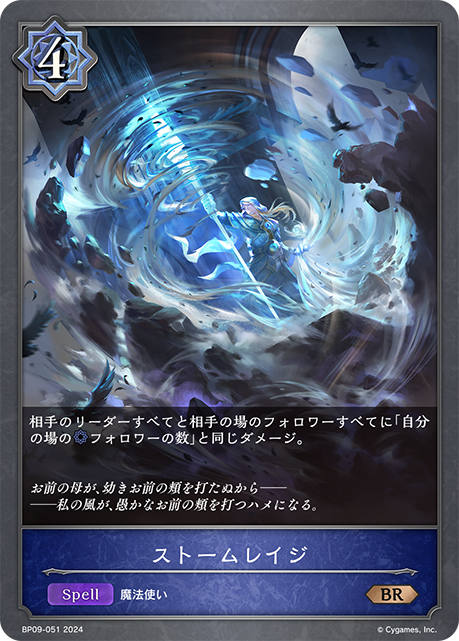 4
相手のリーダーすべてと相手の場のフォロワーすべてに「自分
の場のフォロワーの数」と同じダメージ。
お前の母が、幼きお前の頬を打たぬから――
――私の風が、愚かなお前の頬を打つハメになる。
ストームレイジ
Spell 魔法使い BR
BP09-051 2024 © Cygames, Inc.